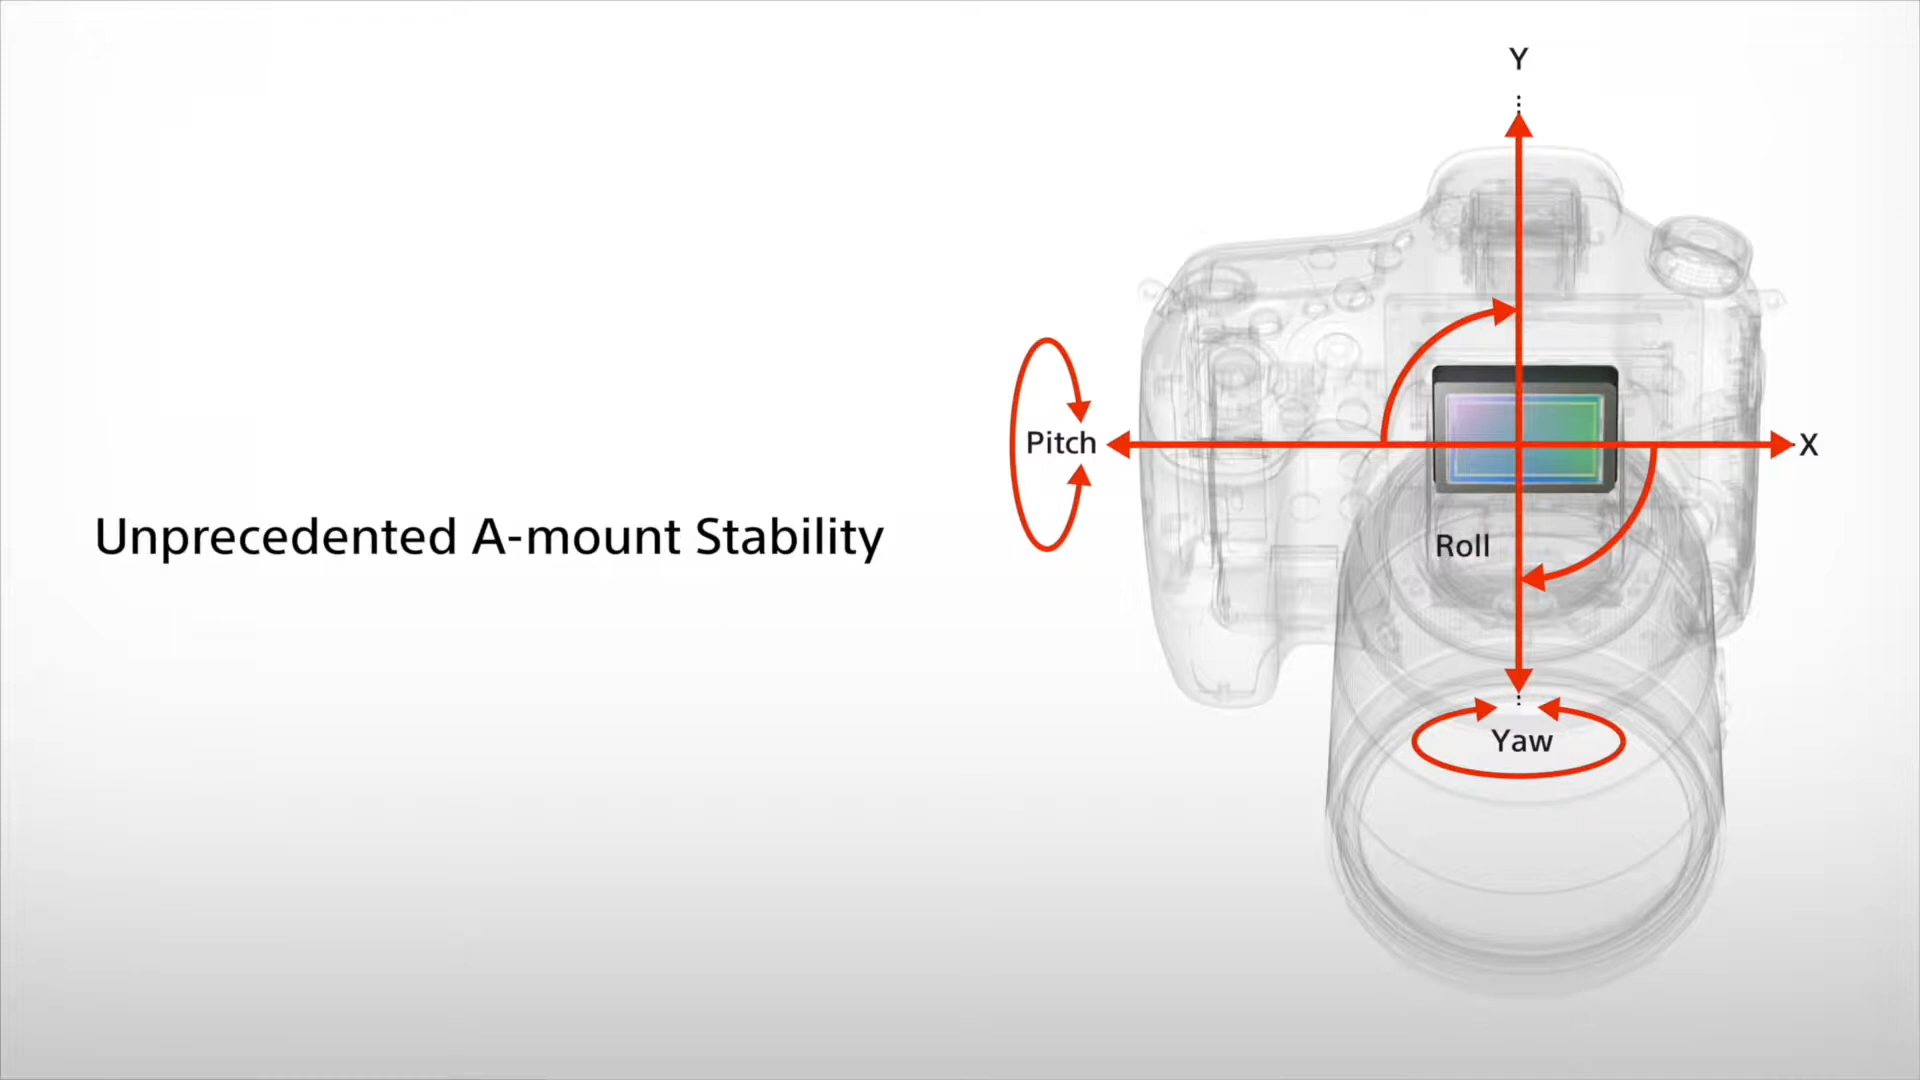 Y
Pitch
X
Unprecedented A-mount Stability
Roll
Yaw